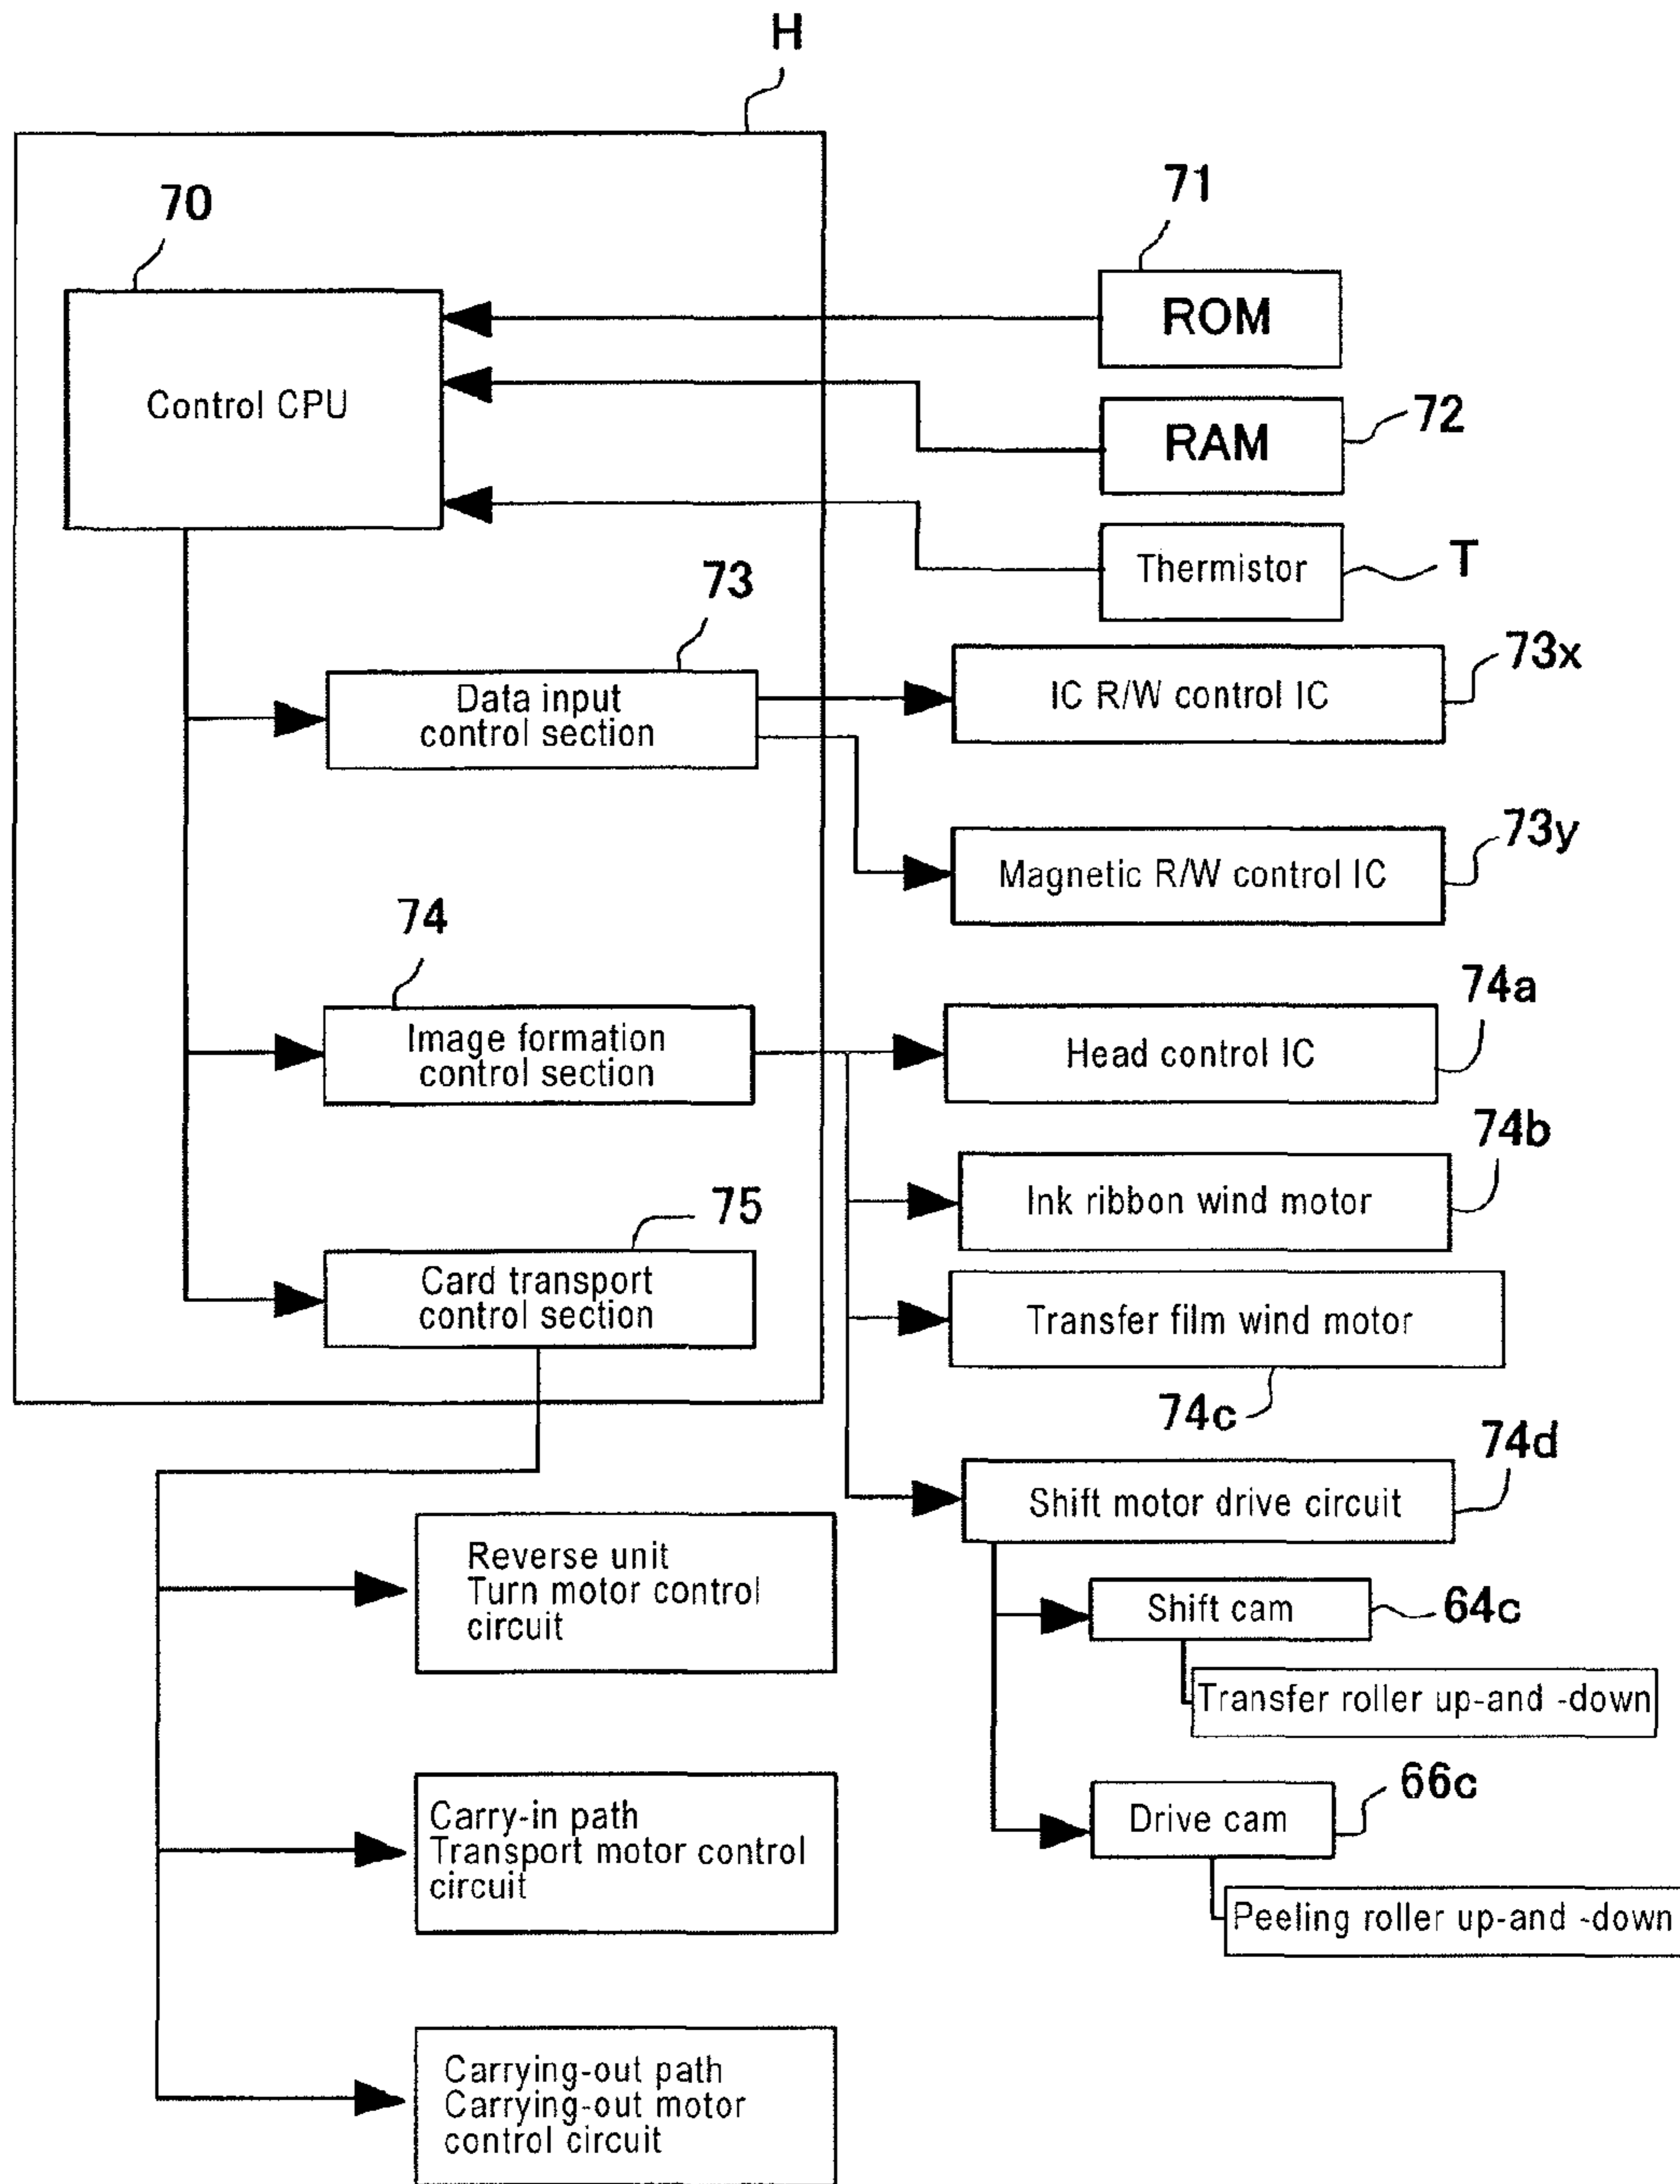 H
70
71
ROM
Control CPU
RAM
72
Thermistor
T
73
Data input
control section
IC R/W control IC
73x
Magnetic R/W control IC
73y
74
Image formation
control section
Head control IC
74a
Ink ribbon wind motor
74b
75
Card transport
control section
Transfer film wind motor
74c
Shift motor drive circuit
74d
Reverse unit
Turn motor control
circuit
Shift cam
64c
Transfer roller up-and -down
Carry-in path
Transport motor control
circuit
Drive cam
66c
Peeling roller up-and -down
Carrying-out path
Carrying-out motor
control circuit